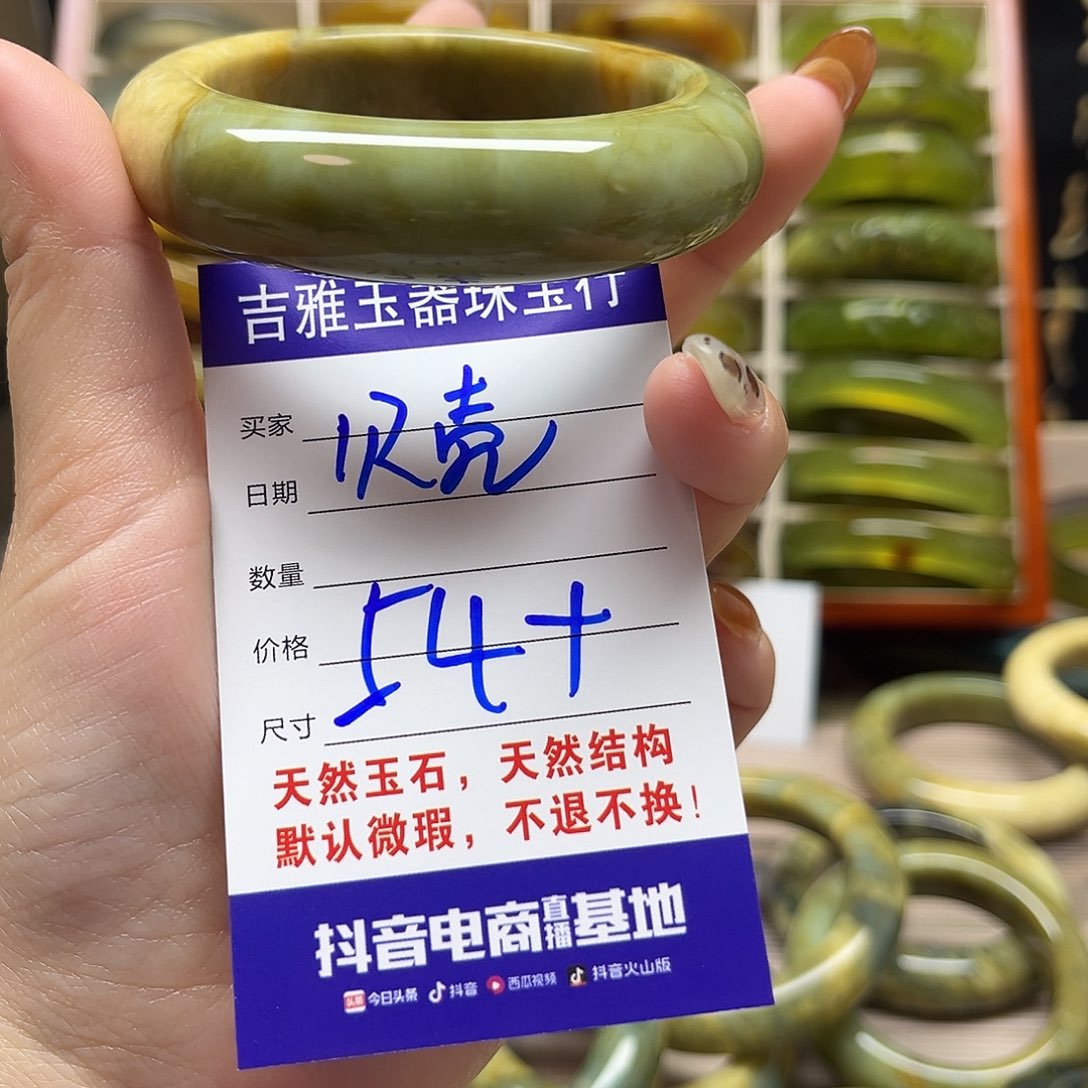 吉雅玉器珠宝行
买家 贝壳
日期
数量
价格 54+
尺寸
天然玉石，天然结构
默认微瑕，不退不换！
抖音电商直播基地
头条 今日头条 抖音 西瓜视频 抖音火山版